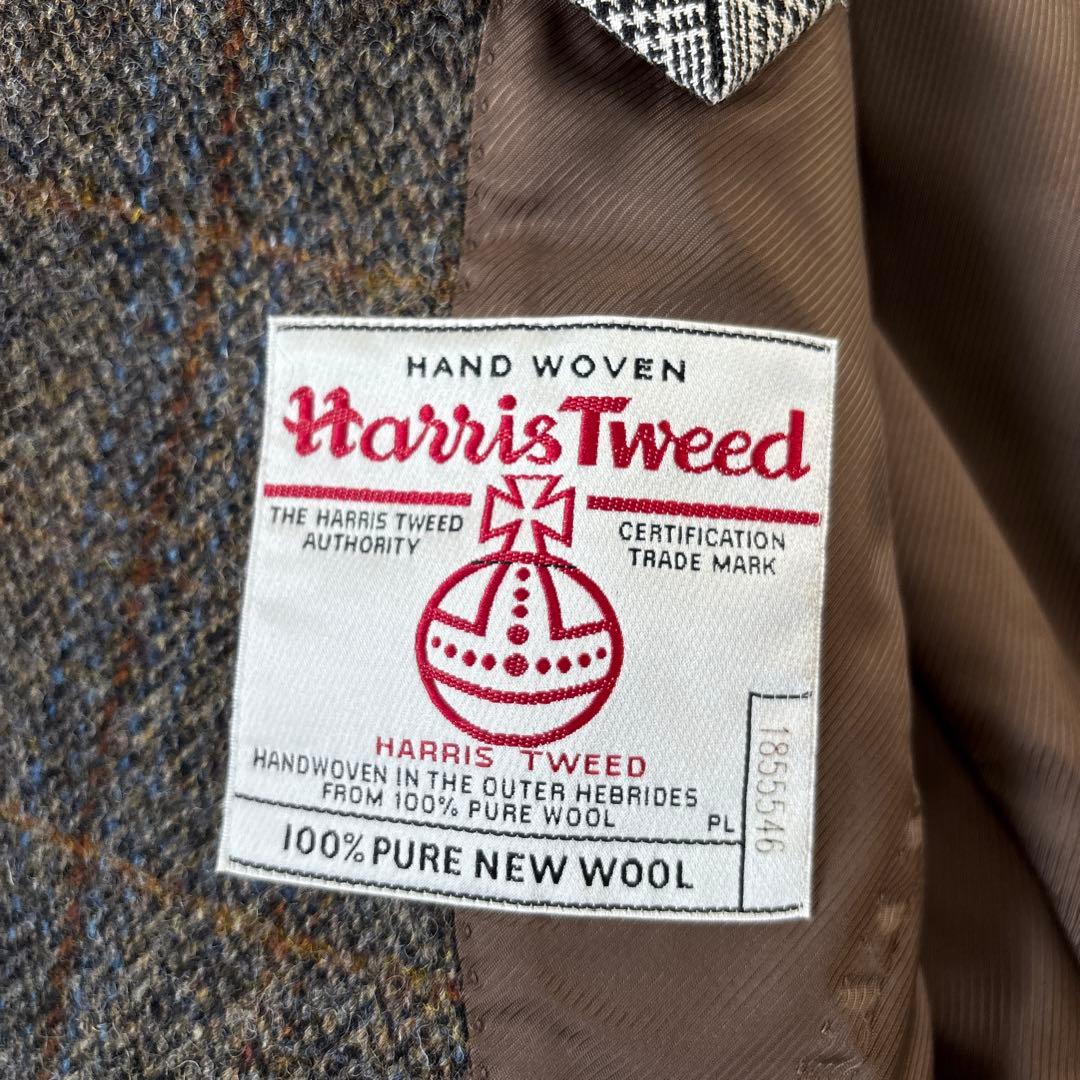 HAND WOVEN
Harris Tweed
THE HARRIS TWEED
AUTHORITY
CERTIFICATION
TRADE MARK
HARRIS TWEED
HANDWOVEN IN THE OUTER HEBRIDES
FROM 100% PURE WOOL
PL
100% PURE NEW WOOL
1855546